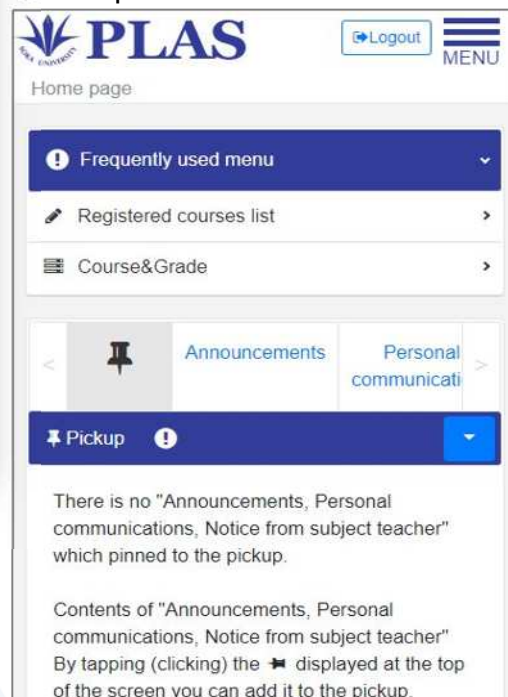 SOKA UNIVERSITY
PLAS
Logout
MENU
Home page
Frequently used menu
Registered courses list
Course&Grade
Announcements
Personal
communicati
Pickup
There is no "Announcements, Personal
communications, Notice from subject teacher"
which pinned to the pickup.
Contents of "Announcements, Personal
communications, Notice from subject teacher"
By tapping (clicking) the displayed at the top
of the screen you can add it to the pickup.